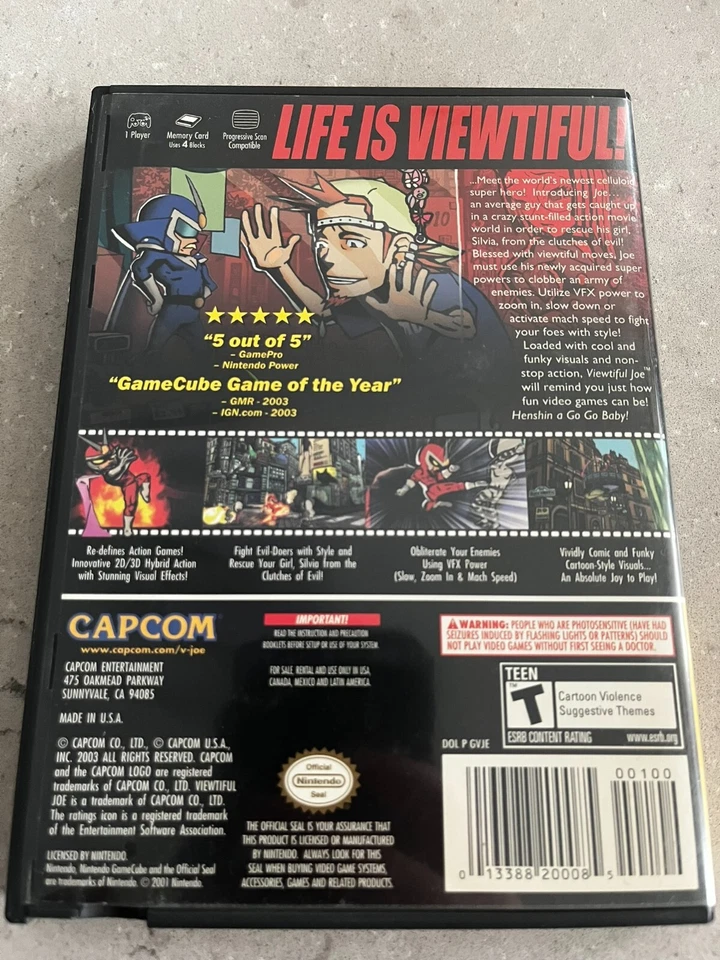 1 Player
Memory Card
Uses 4 Blocks
Progressive Scan
Compatible
LIFE IS VIEWTIFUL!
...Meet the world's newest celluloid
super hero! Introducing Joe...
an average guy that gets caught up
in a crazy stunt-filled action movie
world in order to rescue his girl,
Silvia, from the clutches of evil!
Blessed with viewtiful moves, Joe
must use his newly acquired super
powers to clobber an army of
enemies. Utilize VFX power to
zoom in, slow down or
activate mach speed to fight
your foes with style!
Loaded with cool and
funky visuals and non-
stop action, Viewtiful Joe™
will remind you just how
fun video games can be!
Henshin a Go Go Baby!
"5 out of 5"
- GamePro
- Nintendo Power
"GameCube Game of the Year"
- GMR - 2003
- IGN.com - 2003
Re-defines Action Games!
Innovative 2D/3D Hybrid Action
with Stunning Visual Effects!
Fight Evil-Doers with Style and
Rescue Your Girl, Silvia from the
Clutches of Evil!
Obliterate Your Enemies
Using VFX Power
(Slow, Zoom In & Mach Speed)
Vividly Comic and Funky
Cartoon-Style Visuals...
An Absolute Joy to Play!
CAPCOM®
www.capcom.com/v-joe
CAPCOM ENTERTAINMENT
475 OAKMEAD PARKWAY
SUNNYVALE, CA 94085
MADE IN U.S.A.
© CAPCOM CO., LTD., © CAPCOM U.S.A.,
INC. 2003 ALL RIGHTS RESERVED. CAPCOM
and the CAPCOM LOGO are registered
trademarks of CAPCOM CO., LTD. VIEWTIFUL
JOE is a trademark of CAPCOM CO., LTD.
The ratings icon is a registered trademark
of the Entertainment Software Association.
LICENSED BY NINTENDO.
Nintendo, Nintendo GameCube and the Official Seal
are trademarks of Nintendo. © 2001 Nintendo.
IMPORTANT!
READ THE INSTRUCTION AND PRECAUTION
BOOKLETS BEFORE SETUP OR USE OF YOUR SYSTEM.
FOR SALE, RENTAL AND USE ONLY IN USA,
CANADA, MEXICO AND LATIN AMERICA.
Official
Nintendo
Seal
THE OFFICIAL SEAL IS YOUR ASSURANCE THAT
THIS PRODUCT IS LICENSED OR MANUFACTURED
BY NINTENDO. ALWAYS LOOK FOR THIS
SEAL WHEN BUYING VIDEO GAME SYSTEMS,
ACCESSORIES, GAMES AND RELATED PRODUCTS.
WARNING: PEOPLE WHO ARE PHOTOSENSITIVE (HAVE HAD
SEIZURES INDUCED BY FLASHING LIGHTS OR PATTERNS) SHOULD
NOT PLAY VIDEO GAMES WITHOUT FIRST SEEING A DOCTOR.
TEEN
T™
Cartoon Violence
Suggestive Themes
ESRB CONTENT RATING www.esrb.org
DOL P GVJE
00100
0 13388 20008 5